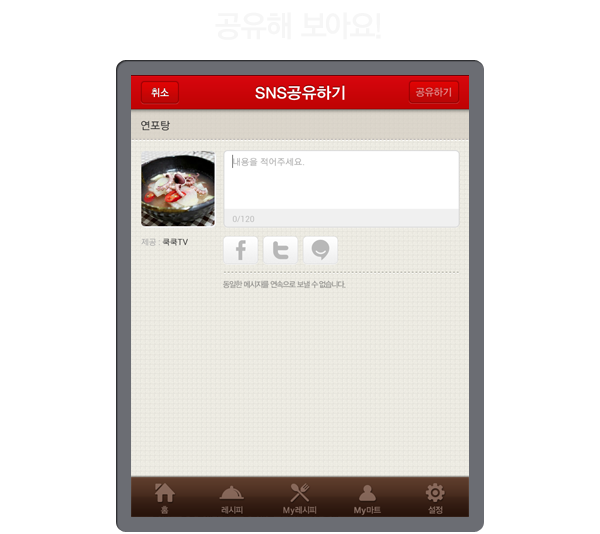 공유해 보아요!
취소
SNS공유하기
공유하기
연포탕
내용을 적어주세요.
0/120
제공 : 쿡쿡TV
동일한 메시지를 연속으로 보낼 수 없습니다.
홈
레시피
My레시피
My마트
설정